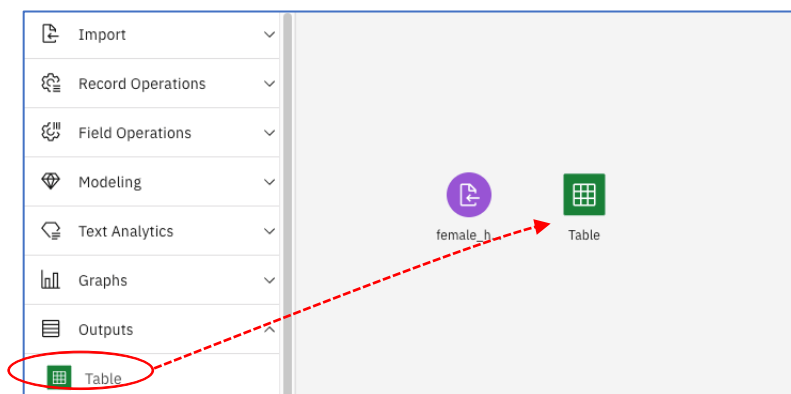 Import
Record Operations
Field Operations
Modeling
Text Analytics
Graphs
Outputs
Table
female_h
Table